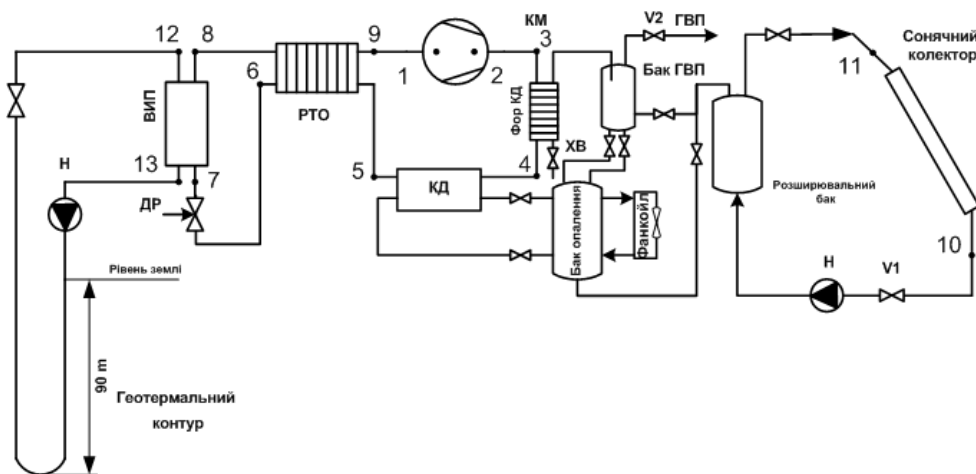 12
8
9
КМ
3
V2
ГВП
Сонячний
колектор
11
6
1
2
Бак ГВП
ВИП
РТО
Фор КД
ХВ
Н
13
7
5
4
КД
ДР
Бак опалення
Фанкойл
Розширювальний
бак
10
Рівень землі
Н
V1
90 m
Геотермальний
контур